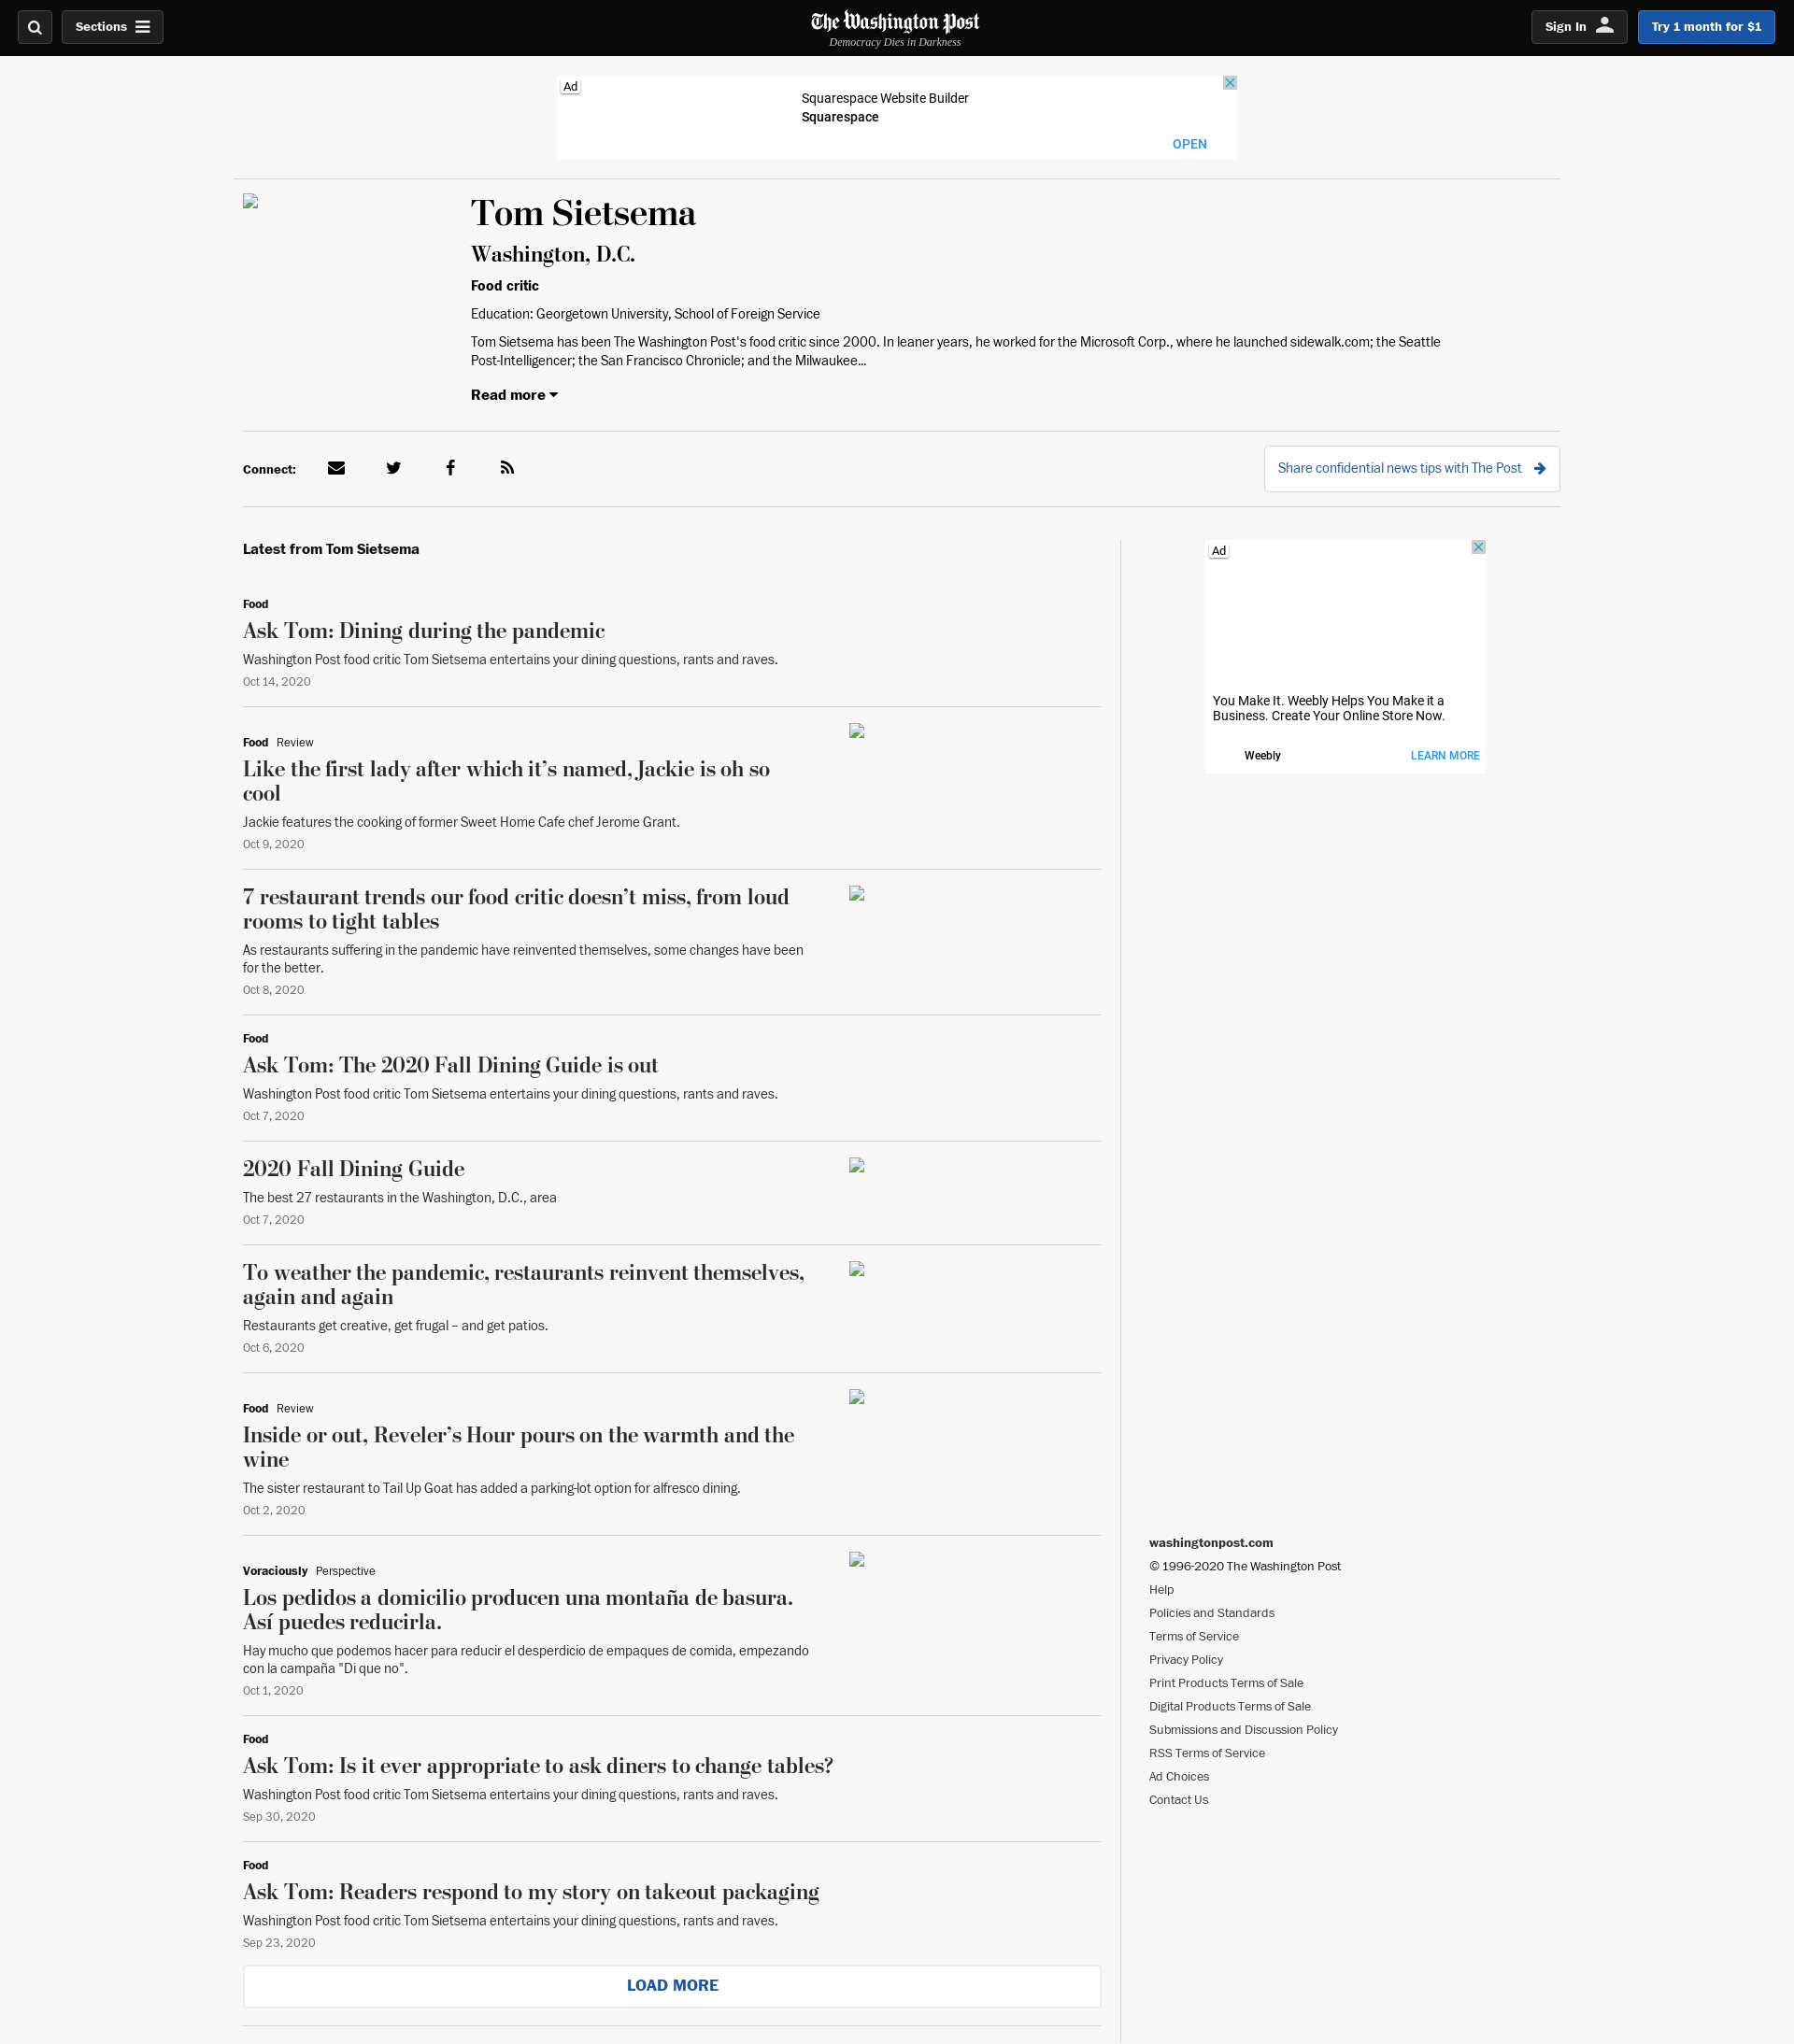 Sections
The Washington Post
Democracy Dies in Darkness
Sign In
Try 1 month for $1
Ad
Squarespace Website Builder
Squarespace
OPEN
Tom Sietsema
Washington, D.C.
Food critic
Education: Georgetown University, School of Foreign Service
Tom Sietsema has been The Washington Post's food critic since 2000. In leaner years, he worked for the Microsoft Corp., where he launched sidewalk.com; the Seattle
Post-Intelligencer; the San Francisco Chronicle; and the Milwaukee...
Read more
Connect:
Share confidential news tips with The Post
Latest from Tom Sietsema
Food
Ask Tom: Dining during the pandemic
Washington Post food critic Tom Sietsema entertains your dining questions, rants and raves.
Oct 14, 2020
Food Review
Like the first lady after which it’s named, Jackie is oh so
cool
Jackie features the cooking of former Sweet Home Cafe chef Jerome Grant.
Oct 9, 2020
7 restaurant trends our food critic doesn’t miss, from loud
rooms to tight tables
As restaurants suffering in the pandemic have reinvented themselves, some changes have been
for the better.
Oct 8, 2020
Food
Ask Tom: The 2020 Fall Dining Guide is out
Washington Post food critic Tom Sietsema entertains your dining questions, rants and raves.
Oct 7, 2020
2020 Fall Dining Guide
The best 27 restaurants in the Washington, D.C., area
Oct 7, 2020
To weather the pandemic, restaurants reinvent themselves,
again and again
Restaurants get creative, get frugal – and get patios.
Oct 6, 2020
Food Review
Inside or out, Reveler’s Hour pours on the warmth and the
wine
The sister restaurant to Tail Up Goat has added a parking-lot option for alfresco dining.
Oct 2, 2020
Voraciously Perspective
Los pedidos a domicilio producen una montaña de basura.
Así puedes reducirla.
Hay mucho que podemos hacer para reducir el desperdicio de empaques de comida, empezando
con la campaña "Di que no".
Oct 1, 2020
Food
Ask Tom: Is it ever appropriate to ask diners to change tables?
Washington Post food critic Tom Sietsema entertains your dining questions, rants and raves.
Sep 30, 2020
Food
Ask Tom: Readers respond to my story on takeout packaging
Washington Post food critic Tom Sietsema entertains your dining questions, rants and raves.
Sep 23, 2020
LOAD MORE
Ad
You Make It. Weebly Helps You Make it a
Business. Create Your Online Store Now.
Weebly
LEARN MORE
washingtonpost.com
© 1996-2020 The Washington Post
Help
Policies and Standards
Terms of Service
Privacy Policy
Print Products Terms of Sale
Digital Products Terms of Sale
Submissions and Discussion Policy
RSS Terms of Service
Ad Choices
Contact Us